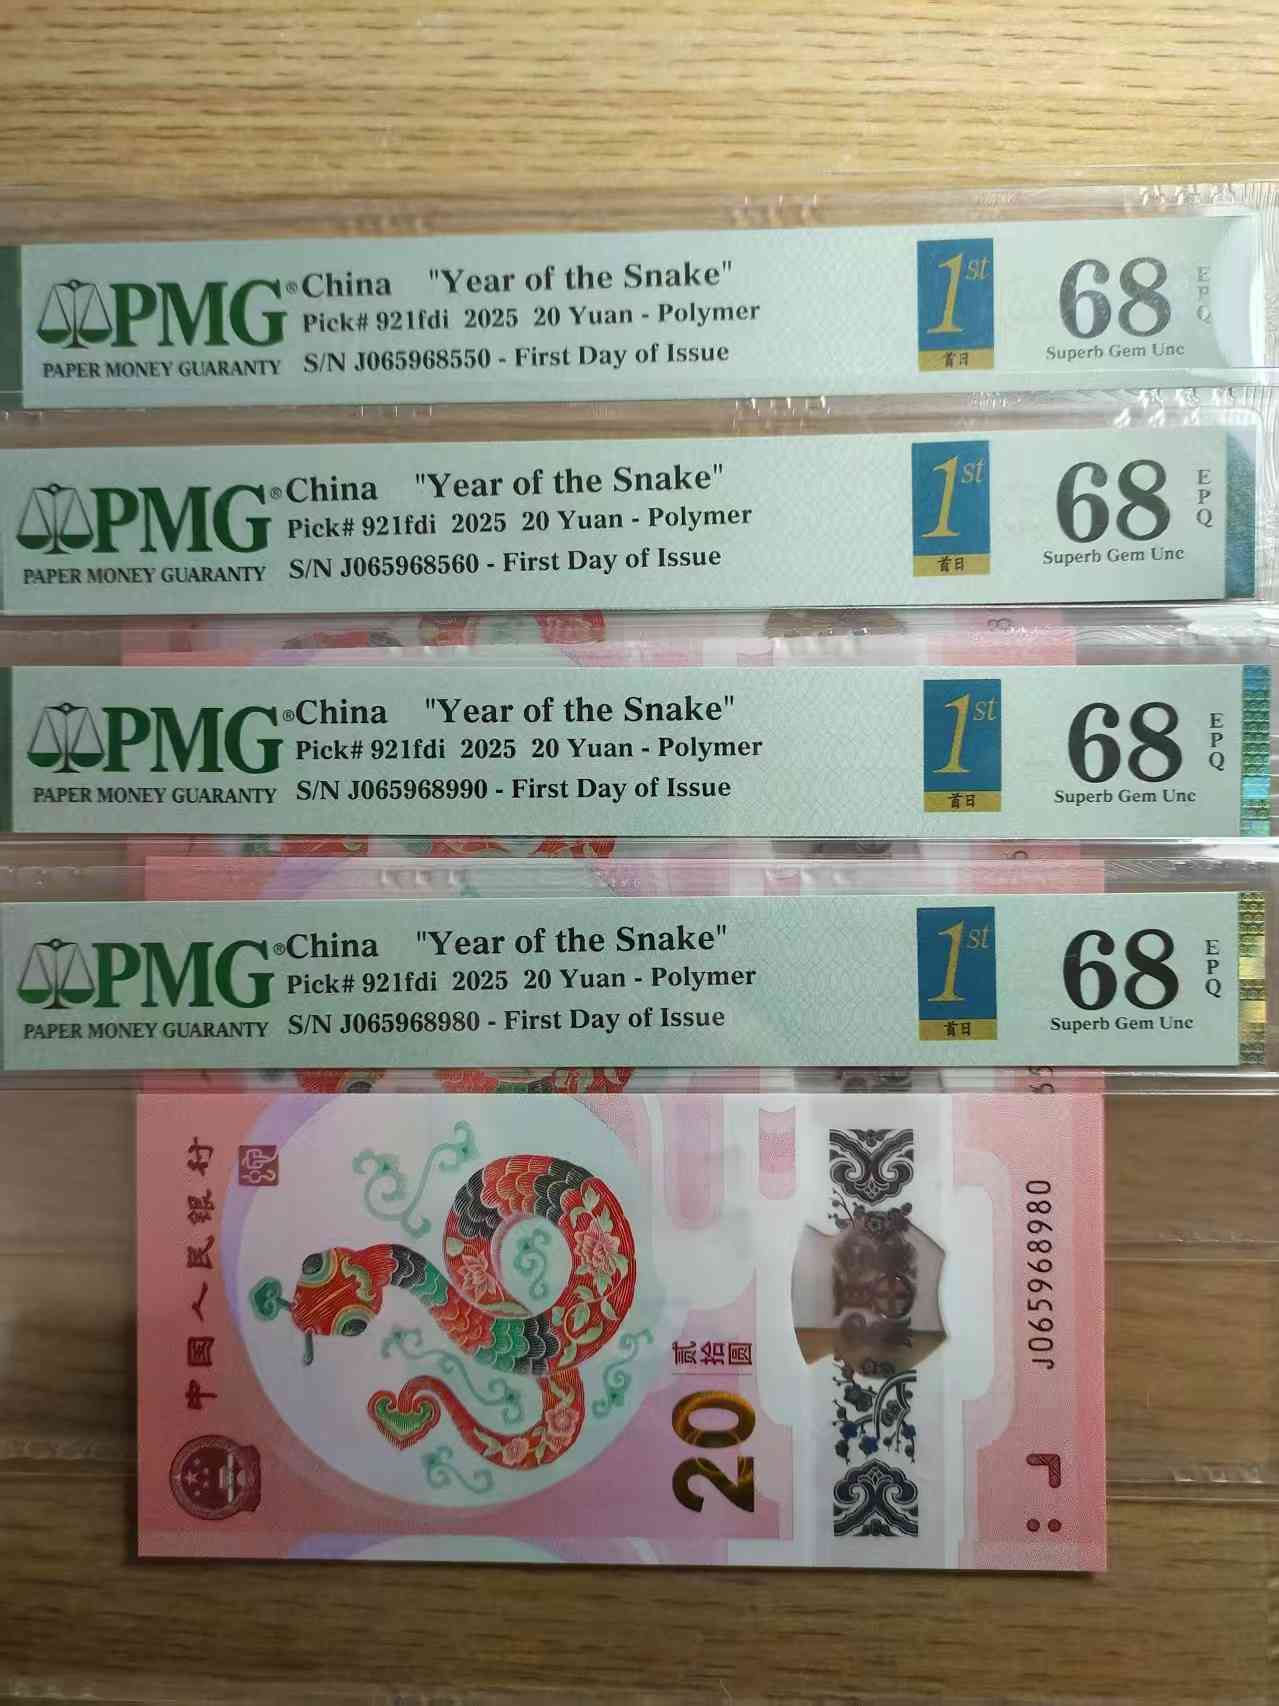 PMG®
PAPER MONEY GUARANTY
China "Year of the Snake"
Pick# 921fdi 2025 20 Yuan - Polymer
S/N J065968550 - First Day of Issue
1st
首日
68
EPQ
Superb Gem Unc
PMG®
PAPER MONEY GUARANTY
China "Year of the Snake"
Pick# 921fdi 2025 20 Yuan - Polymer
S/N J065968560 - First Day of Issue
1st
首日
68
EPQ
Superb Gem Unc
PMG®
PAPER MONEY GUARANTY
China "Year of the Snake"
Pick# 921fdi 2025 20 Yuan - Polymer
S/N J065968990 - First Day of Issue
1st
首日
68
EPQ
Superb Gem Unc
PMG®
PAPER MONEY GUARANTY
China "Year of the Snake"
Pick# 921fdi 2025 20 Yuan - Polymer
S/N J065968980 - First Day of Issue
1st
首日
68
EPQ
Superb Gem Unc
中国人民银行
贰拾圆
20
J065968980